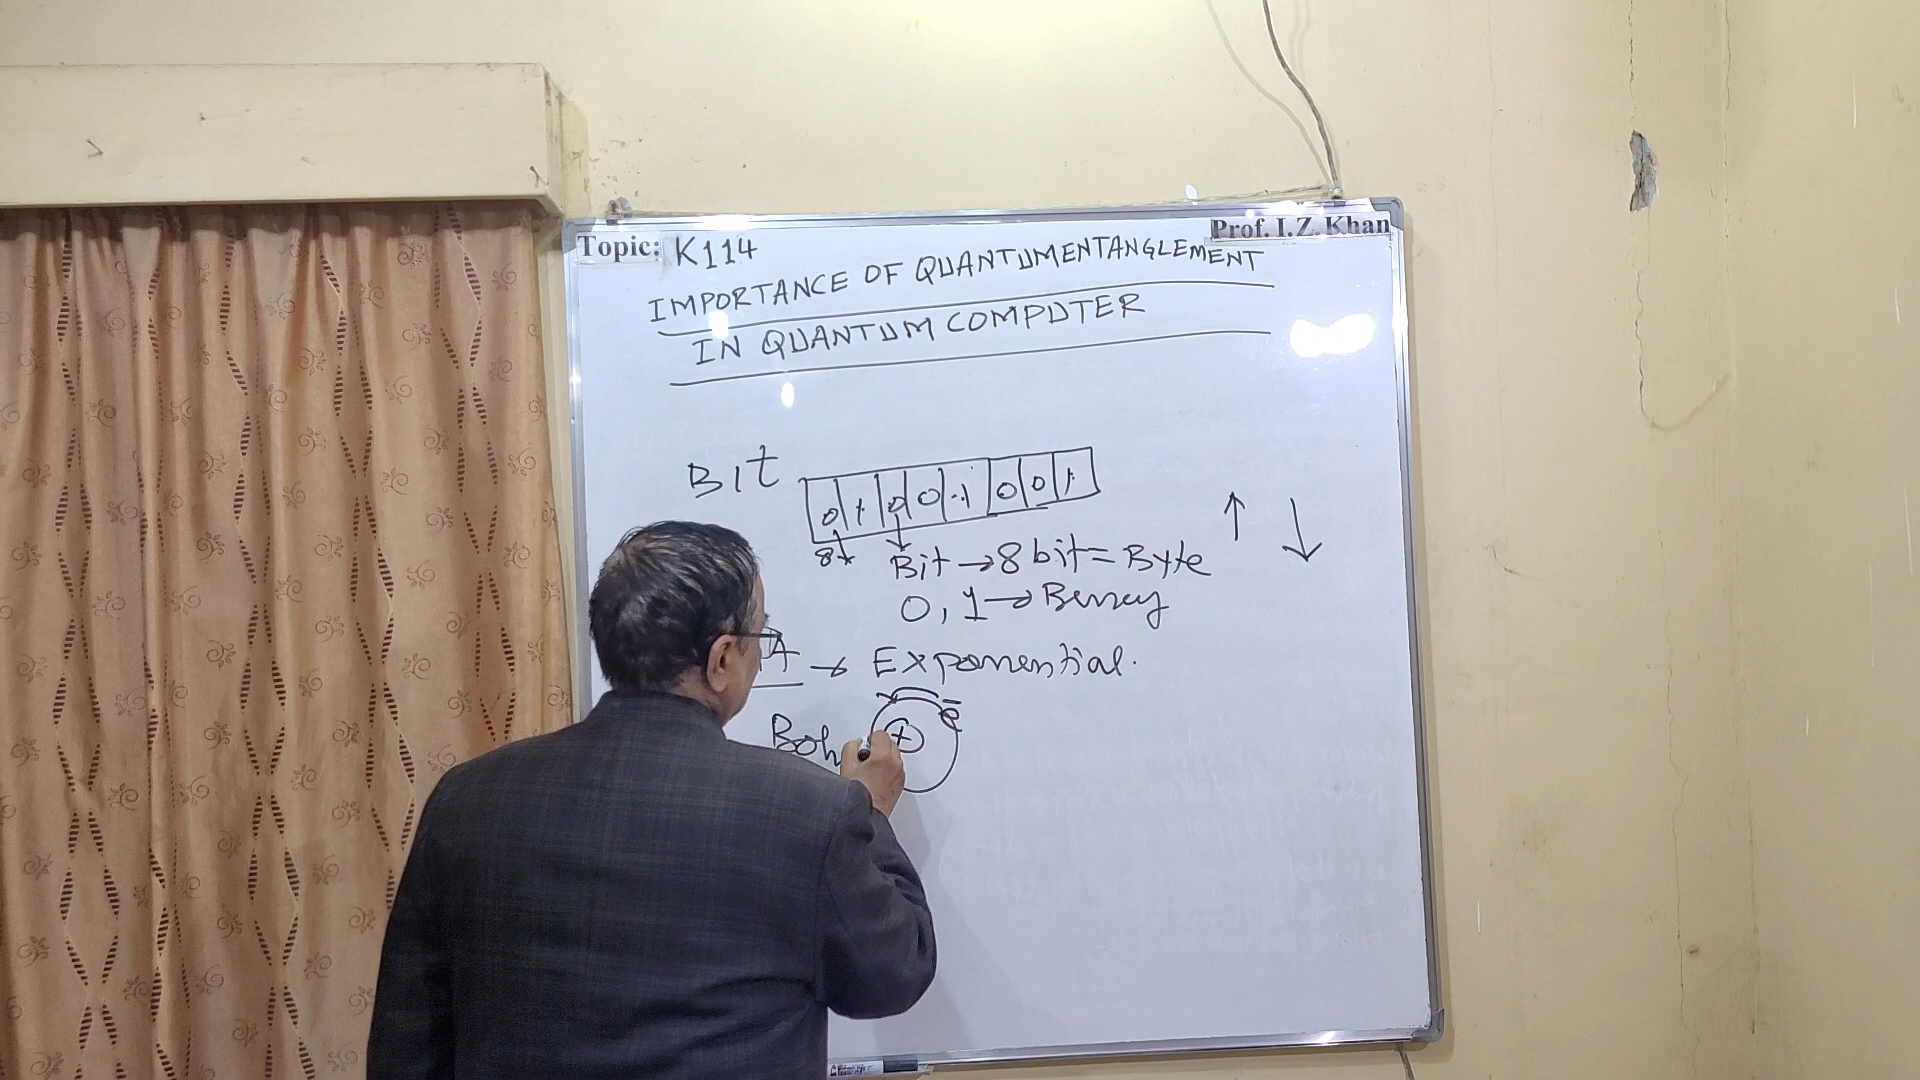 Topic: K114
Prof. I. Z. Khan
IMPORTANCE OF QUANTUMENTANGLEMENT
IN QUANTUM COMPUTER
BIt
0 1 0 0 1 0 0 1
8 Bit → 8 bit = Byte
0, 1 →
→ Exponential.
ē
Boh +